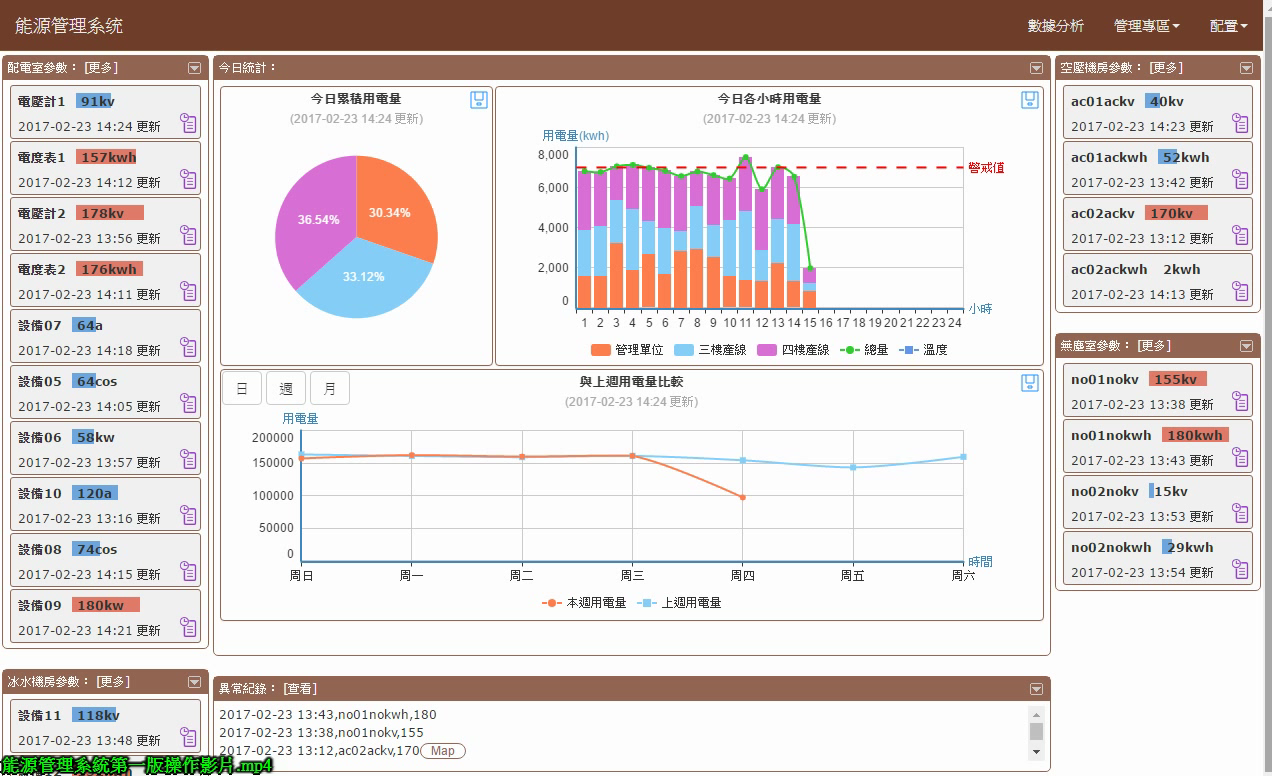 能源管理系統
數據分析 管理專區 配置
配電室參數： [更多]
電壓計1 91kv
2017-02-23 14:24 更新
電度表1 157kwh
2017-02-23 14:12 更新
電壓計2 178kv
2017-02-23 13:56 更新
電度表2 176kwh
2017-02-23 14:11 更新
設備07 64a
2017-02-23 14:18 更新
設備05 64cos
2017-02-23 14:05 更新
設備06 58kw
2017-02-23 13:57 更新
設備10 120a
2017-02-23 13:16 更新
設備08 74cos
2017-02-23 14:15 更新
設備09 180kw
2017-02-23 14:21 更新
冰水機房參數： [更多]
設備11 118kv
2017-02-23 13:48 更新
今日統計：
今日累積用電量
(2017-02-23 14:24 更新)
36.54% 30.34%
33.12%
今日各小時用電量
(2017-02-23 14:24 更新)
用電量(kwh)
8,000
警戒值
6,000
4,000
2,000
0
小時
1 2 3 4 5 6 7 8 9 10 11 12 13 14 15 16 17 18 19 20 21 22 23 24
管理單位 三樓產線 四樓產線 總量 溫度
日 週 月
與上週用電量比較
(2017-02-23 14:24 更新)
用電量
200000
150000
100000
50000
0
時間
周日 周一 周二 周三 周四 周五 周六
本週用電量 上週用電量
異常紀錄： [查看]
2017-02-23 13:43,no01nokwh,180
2017-02-23 13:38,no01nokv,155
2017-02-23 13:12,ac02ackv,170 Map
空壓機房參數： [更多]
ac01ackv 40kv
2017-02-23 14:23 更新
ac01ackwh 52kwh
2017-02-23 13:42 更新
ac02ackv 170kv
2017-02-23 13:12 更新
ac02ackwh 2kwh
2017-02-23 14:13 更新
無塵室參數： [更多]
no01nokv 155kv
2017-02-23 13:38 更新
no01nokwh 180kwh
2017-02-23 13:43 更新
no02nokv 15kv
2017-02-23 13:53 更新
no02nokwh 29kwh
2017-02-23 13:54 更新
能源管理系統第一版操作影片.mp4